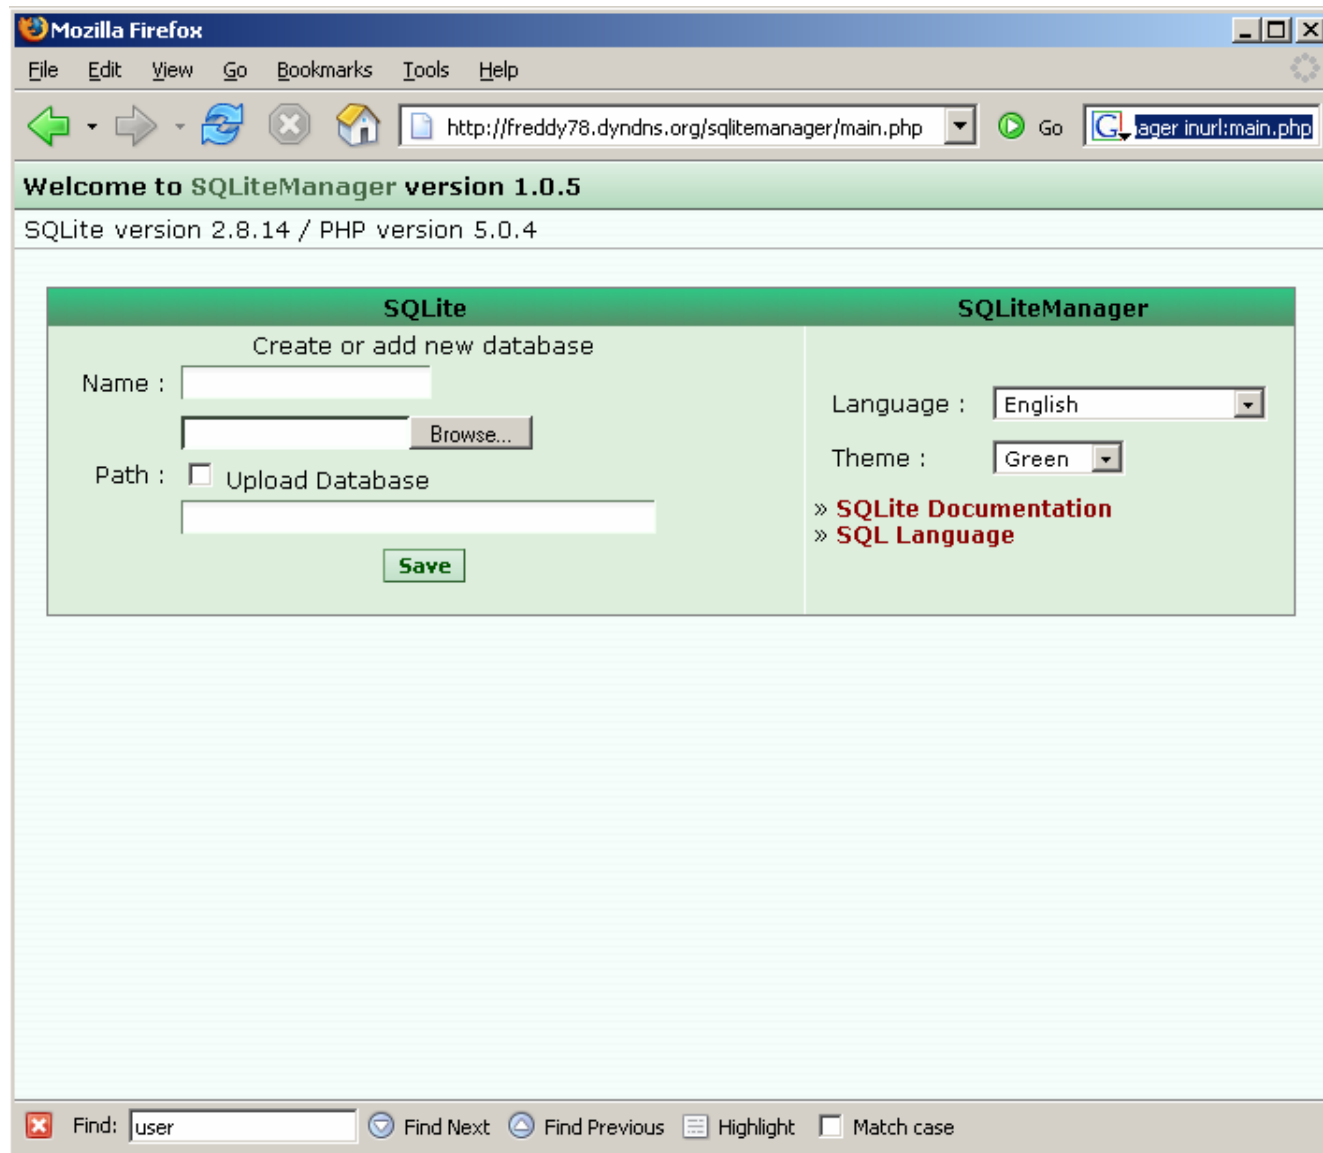 Mozilla Firefox
File Edit View Go Bookmarks Tools Help
http://freddy78.dyndns.org/sqlitemanager/main.php Go G ager inurl:main.php
Welcome to SQLiteManager version 1.0.5
SQLite version 2.8.14 / PHP version 5.0.4
SQLite SQLiteManager
Create or add new database
Name :
Language : English
Browse...
Theme : Green
Path : Upload Database
» SQLite Documentation
» SQL Language
Save
Find: user Find Next Find Previous Highlight Match case